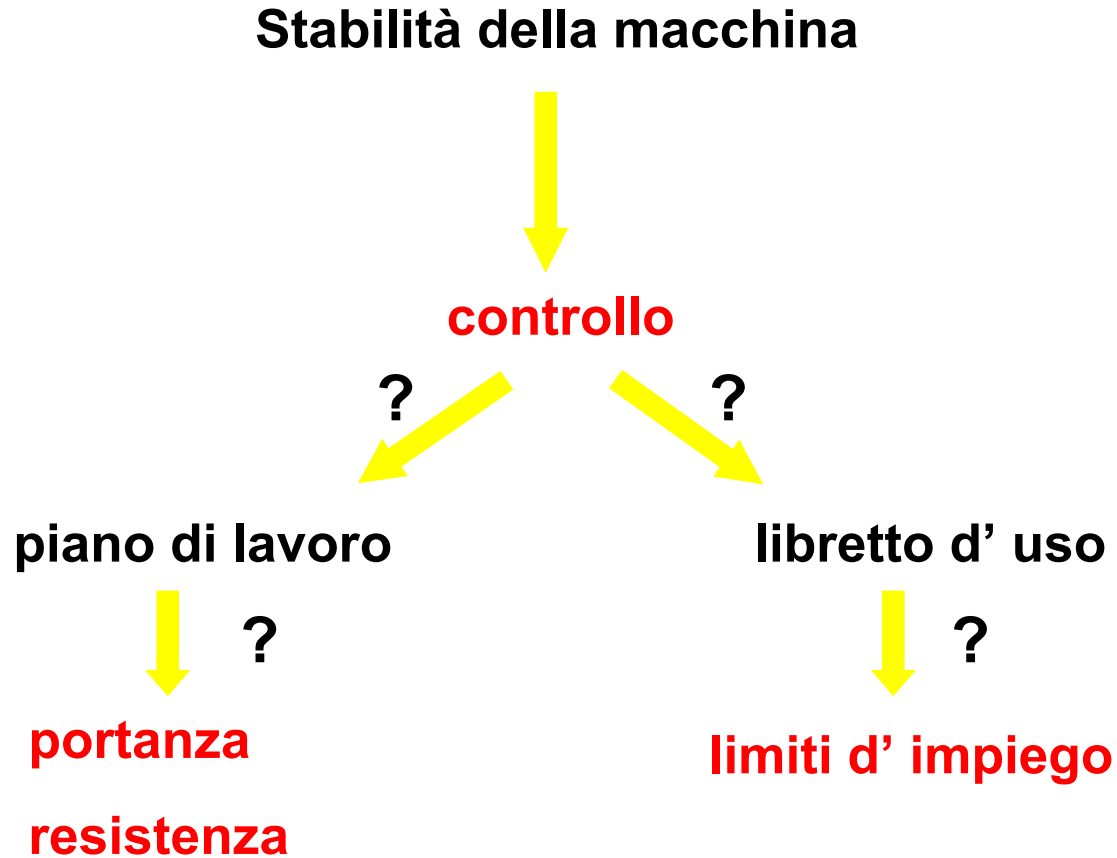 Stabilità della macchina
controllo
? ?
piano di lavoro libretto d’ uso
? ?
portanza limiti d’ impiego
resistenza